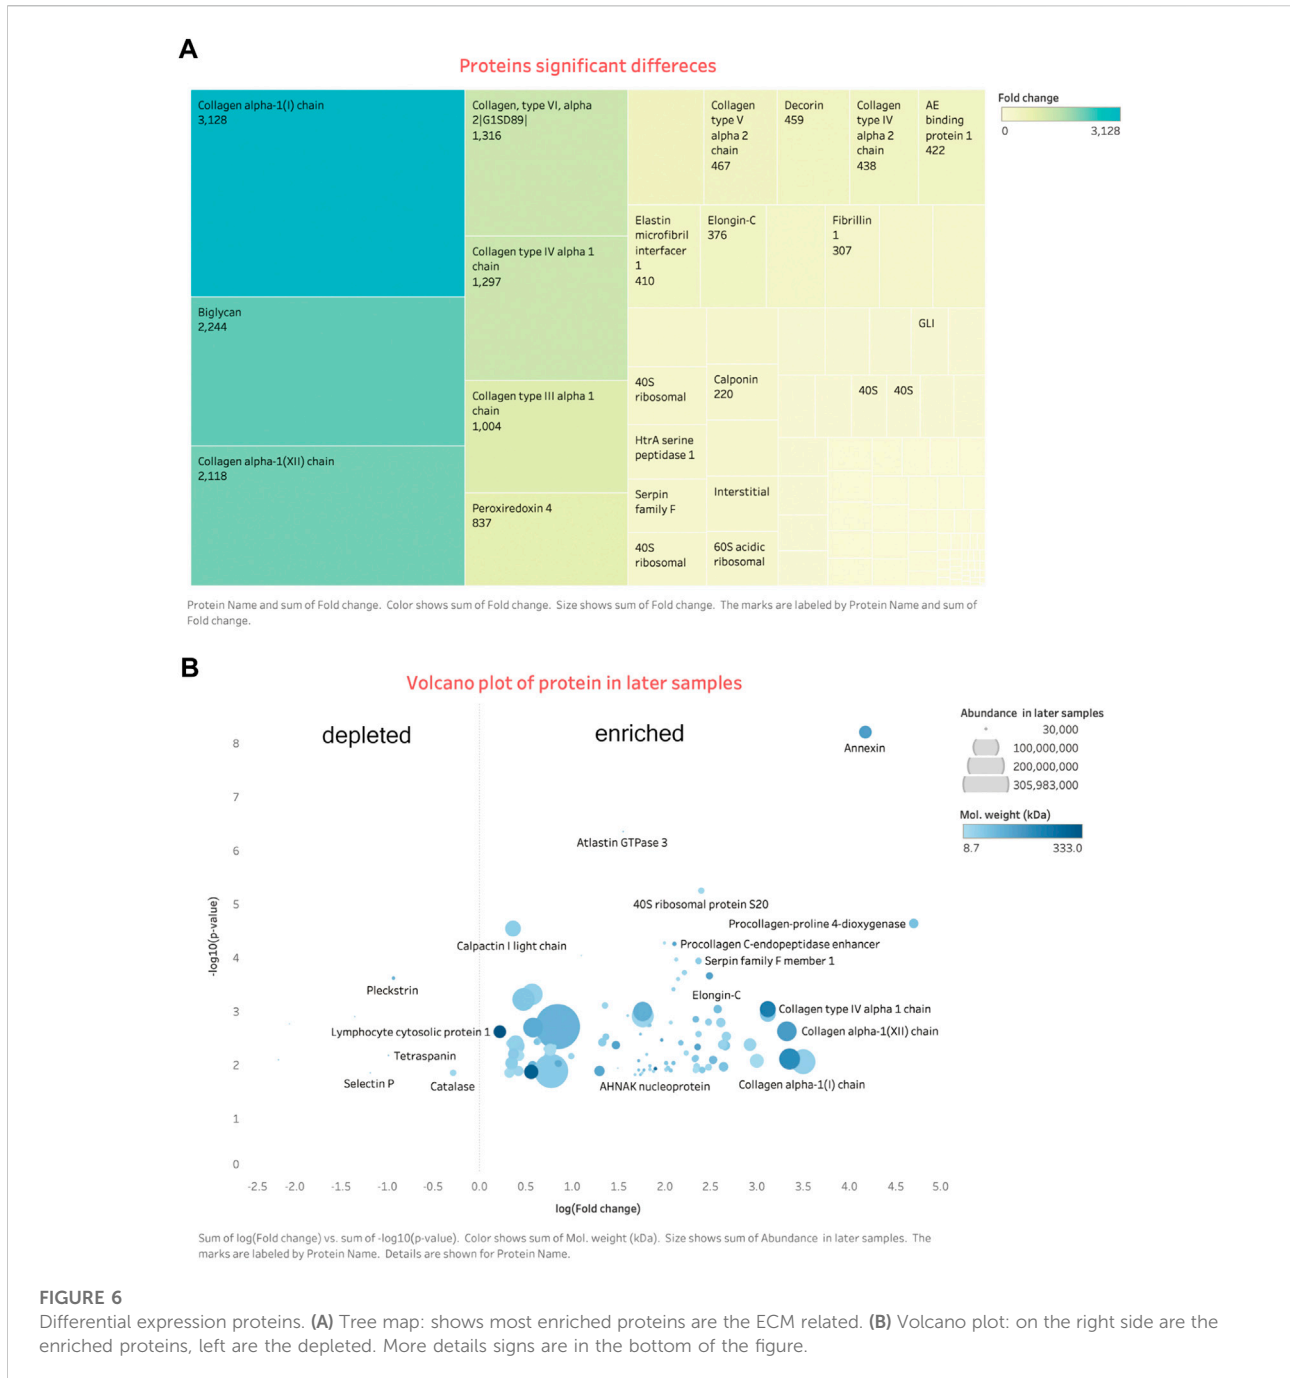 A
Proteins significant differeces
Collagen alpha-1(I) chain
3,128
Biglycan
2,244
Collagen alpha-1(XII) chain
2,118
Collagen, type VI, alpha
2|G1SD89|
1,316
Collagen type IV alpha 1
chain
1,297
Collagen type III alpha 1
chain
1,004
Peroxiredoxin 4
837
Collagen
type V
alpha 2
chain
467
Decorin
459
Collagen
type IV
alpha 2
chain
438
AE
binding
protein 1
422
Elastin
microfibril
interfacer
1
410
Elongin-C
376
Fibrillin
1
307
GLI
40S
ribosomal
Calponin
220
40S
40S
HtrA serine
peptidase 1
Serpin
family F
Interstitial
40S
ribosomal
60S acidic
ribosomal
Fold change
0 3,128
Protein Name and sum of Fold change. Color shows sum of Fold change. Size shows sum of Fold change. The marks are labeled by Protein Name and sum of
Fold change.
B
Volcano plot of protein in later samples
depleted
enriched
Abundance in later samples
30,000
100,000,000
200,000,000
305,983,000
Mol. weight (kDa)
8.7 333.0
-log10(p-value)
8
7
6
5
4
3
2
1
0
Annexin
Atlastin GTPase 3
40S ribosomal protein S20
Procollagen-proline 4-dioxygenase
Calpactin I light chain
Procollagen C-endopeptidase enhancer
Serpin family F member 1
Pleckstrin
Elongin-C
Collagen type IV alpha 1 chain
Lymphocyte cytosolic protein 1
Collagen alpha-1(XII) chain
Tetraspanin
Selectin P
Catalase
AHNAK nucleoprotein
Collagen alpha-1(I) chain
-2.5 -2.0 -1.5 -1.0 -0.5 0.0 0.5 1.0 1.5 2.0 2.5 3.0 3.5 4.0 4.5 5.0
log(Fold change)
Sum of log(Fold change) vs. sum of -log10(p-value). Color shows sum of Mol. weight (kDa). Size shows sum of Abundance in later samples. The
marks are labeled by Protein Name. Details are shown for Protein Name.
FIGURE 6
Differential expression proteins. (A) Tree map: shows most enriched proteins are the ECM related. (B) Volcano plot: on the right side are the
enriched proteins, left are the depleted. More details signs are in the bottom of the figure.